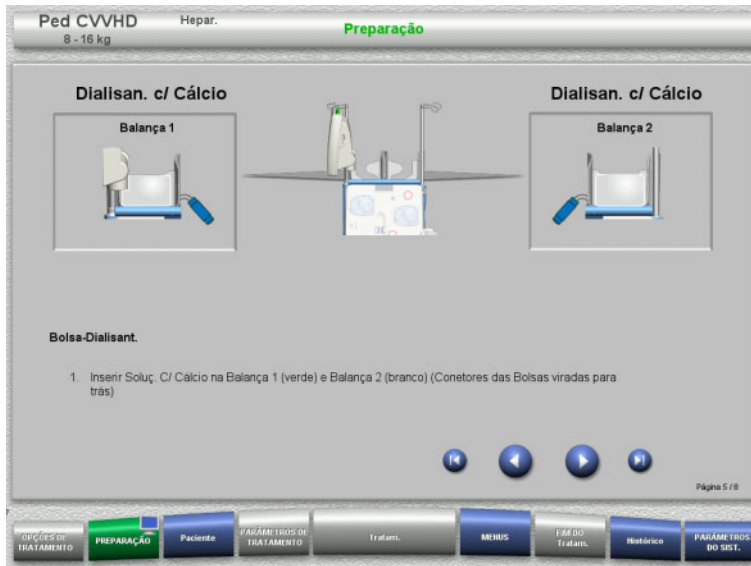 Ped CVVHD Hepar.
8 - 16 kg
Preparação
Dialisan. c/ Cálcio
Dialisan. c/ Cálcio
Balança 1
Balança 2
Bolsa-Dialisant.
1. Inserir Soluç. C/ Cálcio na Balança 1 (verde) e Balança 2 (branco) (Conetores das Bolsas viradas para
trás)
Página 5 / 8
OPÇÕES DE
TRATAMENTO
PREPARAÇÃO
Paciente
PARÂMETROS DE
TRATAMENTO
Tratam.
MENUS
FIM DO
Tratam.
Histórico
PARÂMETROS
DO SIST.